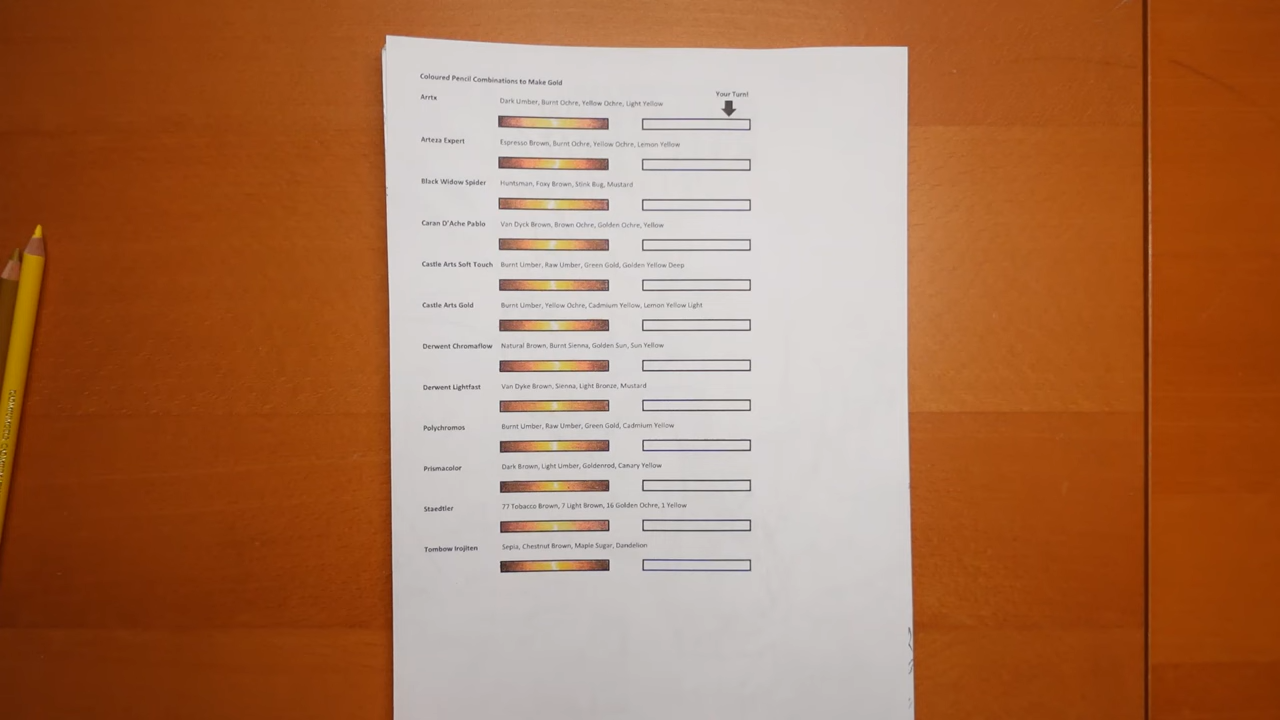 Coloured Pencil Combinations to Make Gold
Your Turn!
Arrtx Dark Umber, Burnt Ochre, Yellow Ochre, Light Yellow
Arteza Expert Espresso Brown, Burnt Ochre, Yellow Ochre, Lemon Yellow
Black Widow Spider Huntsman, Foxy Brown, Stink Bug, Mustard
Caran D'Ache Pablo Van Dyck Brown, Brown Ochre, Golden Ochre, Yellow
Castle Arts Soft Touch Burnt Umber, Raw Umber, Green Gold, Golden Yellow Deep
Castle Arts Gold Burnt Umber, Yellow Ochre, Cadmium Yellow, Lemon Yellow Light
Derwent Chromaflow Natural Brown, Burnt Sienna, Golden Sun, Sun Yellow
Derwent Lightfast Van Dyke Brown, Sienna, Light Bronze, Mustard
Polychromos Burnt Umber, Raw Umber, Green Gold, Cadmium Yellow
Prismacolor Dark Brown, Light Umber, Goldenrod, Canary Yellow
Staedtler 77 Tobacco Brown, 7 Light Brown, 16 Golden Ochre, 1 Yellow
Tombow Irojiten Sepia, Chestnut Brown, Maple Sugar, Dandelion